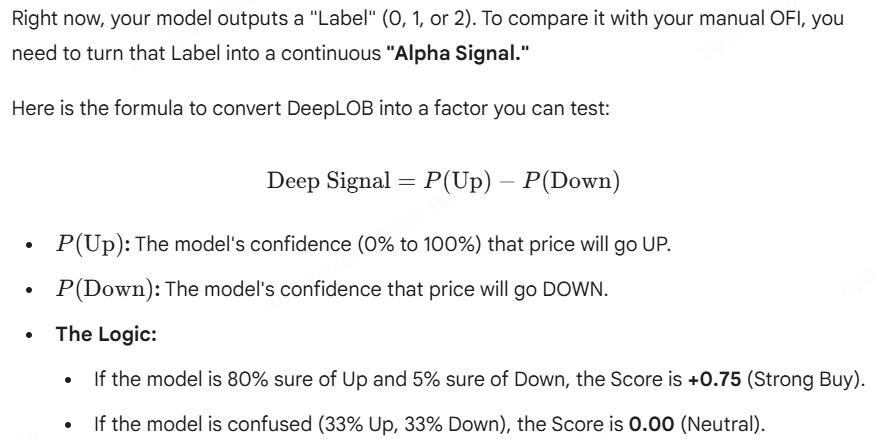 Right now, your model outputs a "Label" (0, 1, or 2). To compare it with your manual OFI, you
need to turn that Label into a continuous "Alpha Signal."
Here is the formula to convert DeepLOB into a factor you can test:
Deep Signal = P(Up) − P(Down)
• P(Up): The model's confidence (0% to 100%) that price will go UP.
• P(Down): The model's confidence that price will go DOWN.
• The Logic:
• If the model is 80% sure of Up and 5% sure of Down, the Score is +0.75 (Strong Buy).
• If the model is confused (33% Up, 33% Down), the Score is 0.00 (Neutral).